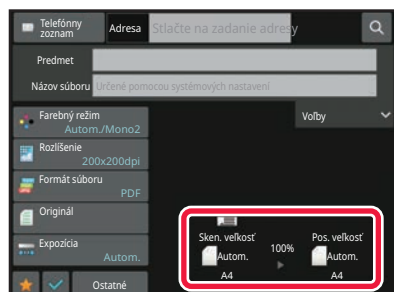 Telefónny zoznam
Adresa
Stlačte na zadanie adresy
Predmet
Názov súboru
Určené pomocou systémových nastavení
Farebný režim
Autom./Mono2
Voľby
Rozlíšenie
200x200dpi
Formát súboru
PDF
Originál
Expozícia
Autom.
Sken. veľkosť
Autom.
A4
100%
Pos. veľkosť
Autom.
A4
Ostatné